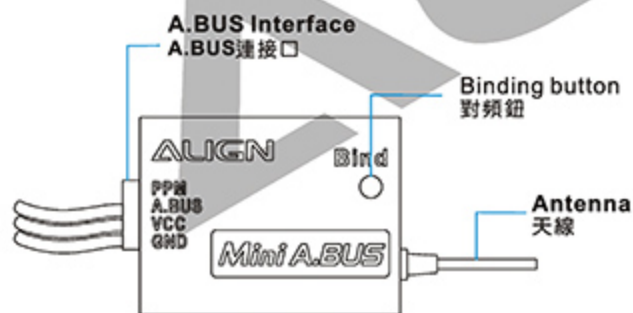 A.BUS Interface
A.BUS連接口
Binding button
對頻鈕
ALIGN
Bind
PPM
A.BUS
VCC
GND
Mini A.BUS
Antenna
天線